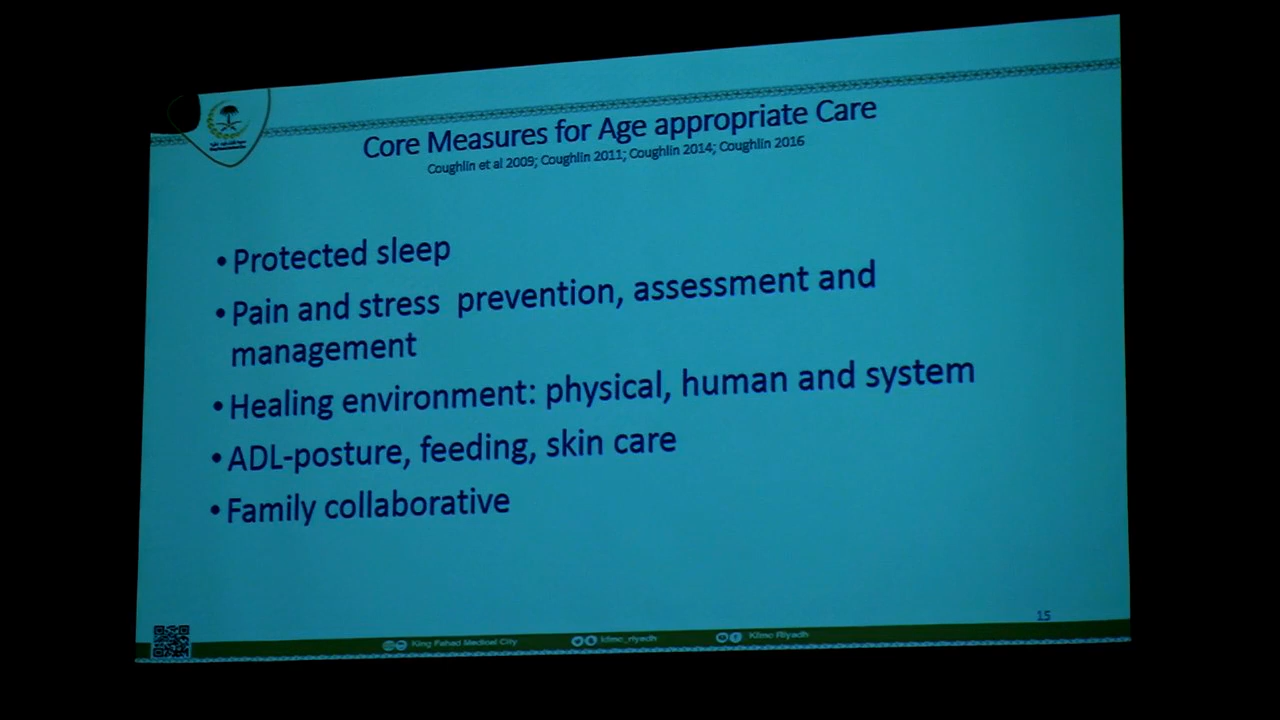 Core Measures for Age appropriate Care
Coughlin et al 2009; Coughlin 2011; Coughlin 2014; Coughlin 2016
• Protected sleep
• Pain and stress prevention, assessment and
management
• Healing environment: physical, human and system
• ADL-posture, feeding, skin care
• Family collaborative
15
King Fahad Medical City
kfmc_riyadh
Kfmc Riyadh